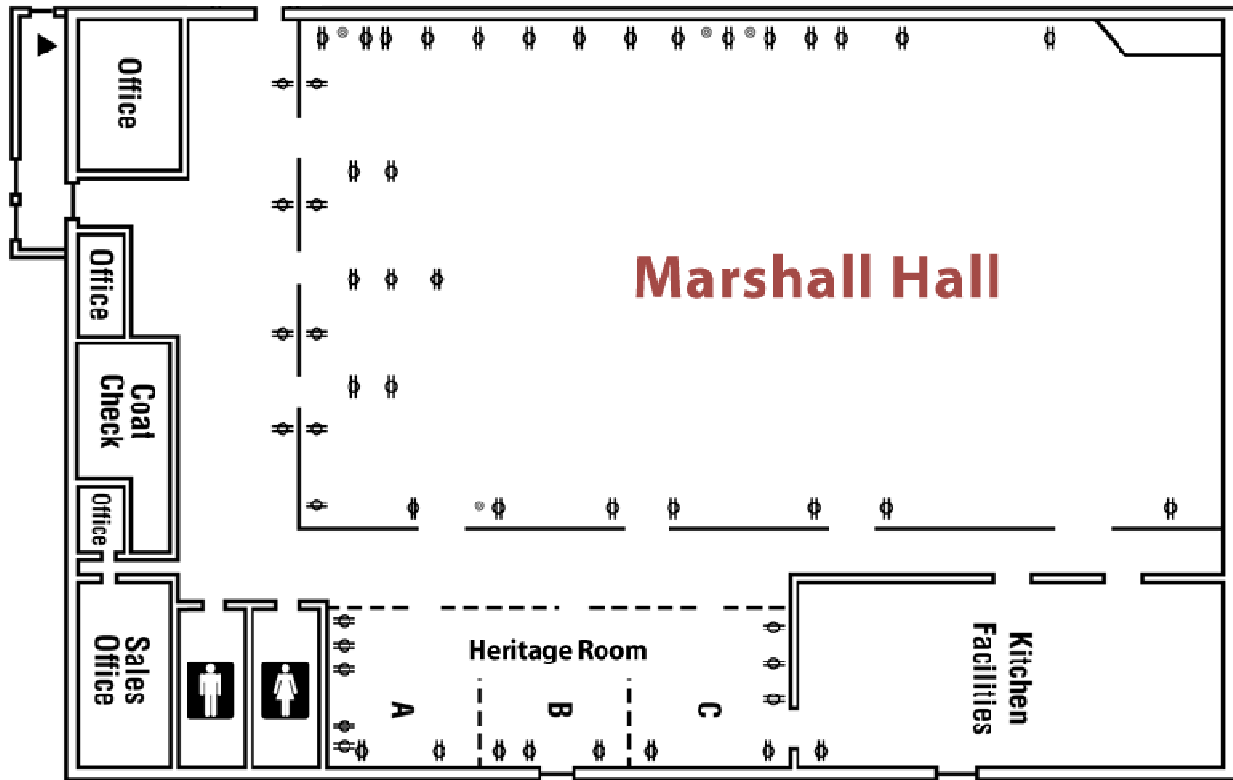 Office
Marshall Hall
Office
Coat
Check
Office
Sales
Office
Heritage Room
A
B
C
Kitchen
Facilities